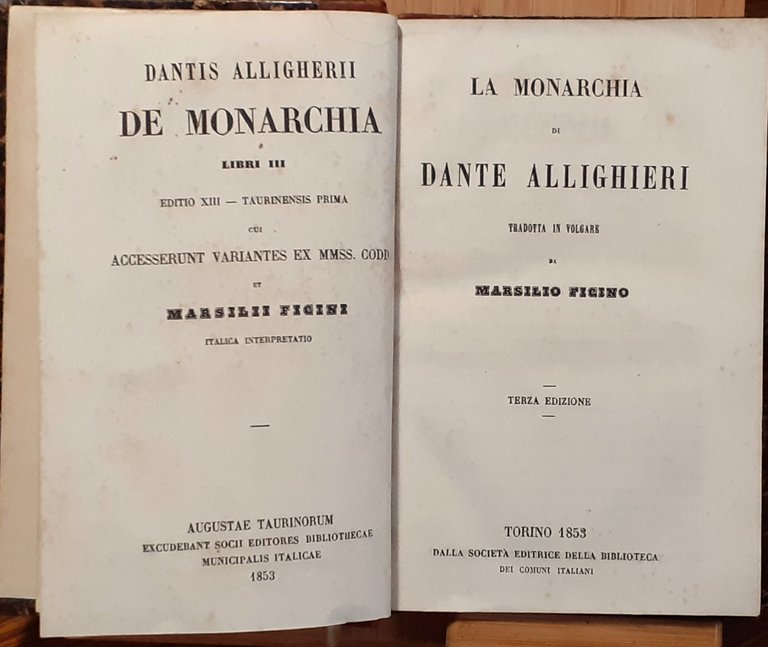 DANTIS ALLIGHERII
DE MONARCHIA
LIBRI III
EDITIO XIII — TAURINENSIS PRIMA
CUI
ACCESSERUNT VARIANTES EX MMSS. CODD
ET
MARSILII FICINI
ITALICA INTERPRETATIO
AUGUSTAE TAURINORUM
EXCUDEBANT SOCII EDITORES BIBLIOTHECAE
MUNICIPALIS ITALICAE
1853
LA MONARCHIA
DI
DANTE ALLIGHIERI
TRADOTTA IN VOLGARE
DA
MARSILIO FICINO
TERZA EDIZIONE
TORINO 1853
DALLA SOCIETÀ EDITRICE DELLA BIBLIOTECA
DEI COMUNI ITALIANI